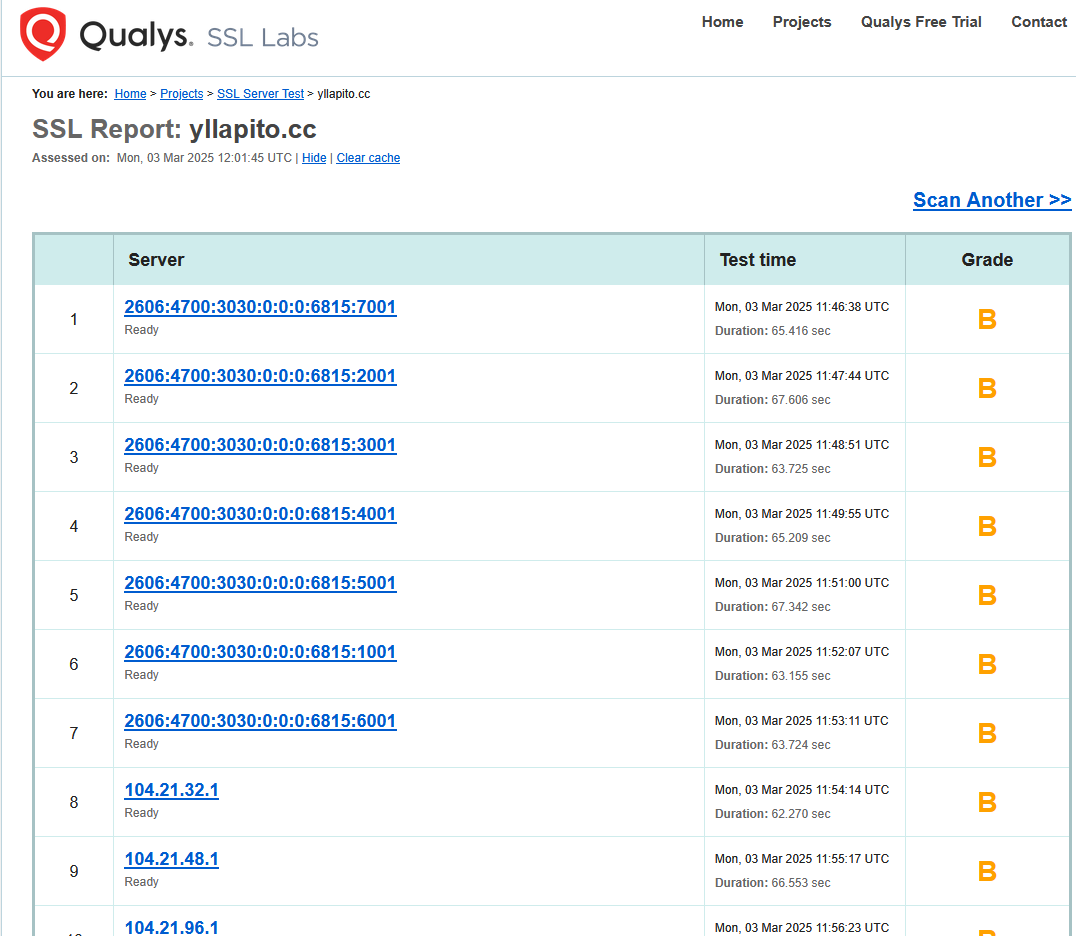 Qualys. SSL Labs
Home Projects Qualys Free Trial Contact
You are here: Home > Projects > SSL Server Test > yllapito.cc
SSL Report: yllapito.cc
Assessed on: Mon, 03 Mar 2025 12:01:45 UTC | Hide | Clear cache
Scan Another >>
Server Test time Grade
1 2606:4700:3030:0:0:0:6815:7001 Mon, 03 Mar 2025 11:46:38 UTC B
Ready Duration: 65.416 sec
2 2606:4700:3030:0:0:0:6815:2001 Mon, 03 Mar 2025 11:47:44 UTC B
Ready Duration: 67.606 sec
3 2606:4700:3030:0:0:0:6815:3001 Mon, 03 Mar 2025 11:48:51 UTC B
Ready Duration: 63.725 sec
4 2606:4700:3030:0:0:0:6815:4001 Mon, 03 Mar 2025 11:49:55 UTC B
Ready Duration: 65.209 sec
5 2606:4700:3030:0:0:0:6815:5001 Mon, 03 Mar 2025 11:51:00 UTC B
Ready Duration: 67.342 sec
6 2606:4700:3030:0:0:0:6815:1001 Mon, 03 Mar 2025 11:52:07 UTC B
Ready Duration: 63.155 sec
7 2606:4700:3030:0:0:0:6815:6001 Mon, 03 Mar 2025 11:53:11 UTC B
Ready Duration: 63.724 sec
8 104.21.32.1 Mon, 03 Mar 2025 11:54:14 UTC B
Ready Duration: 62.270 sec
9 104.21.48.1 Mon, 03 Mar 2025 11:55:17 UTC B
Ready Duration: 66.553 sec
104.21.96.1 Mon, 03 Mar 2025 11:56:23 UTC